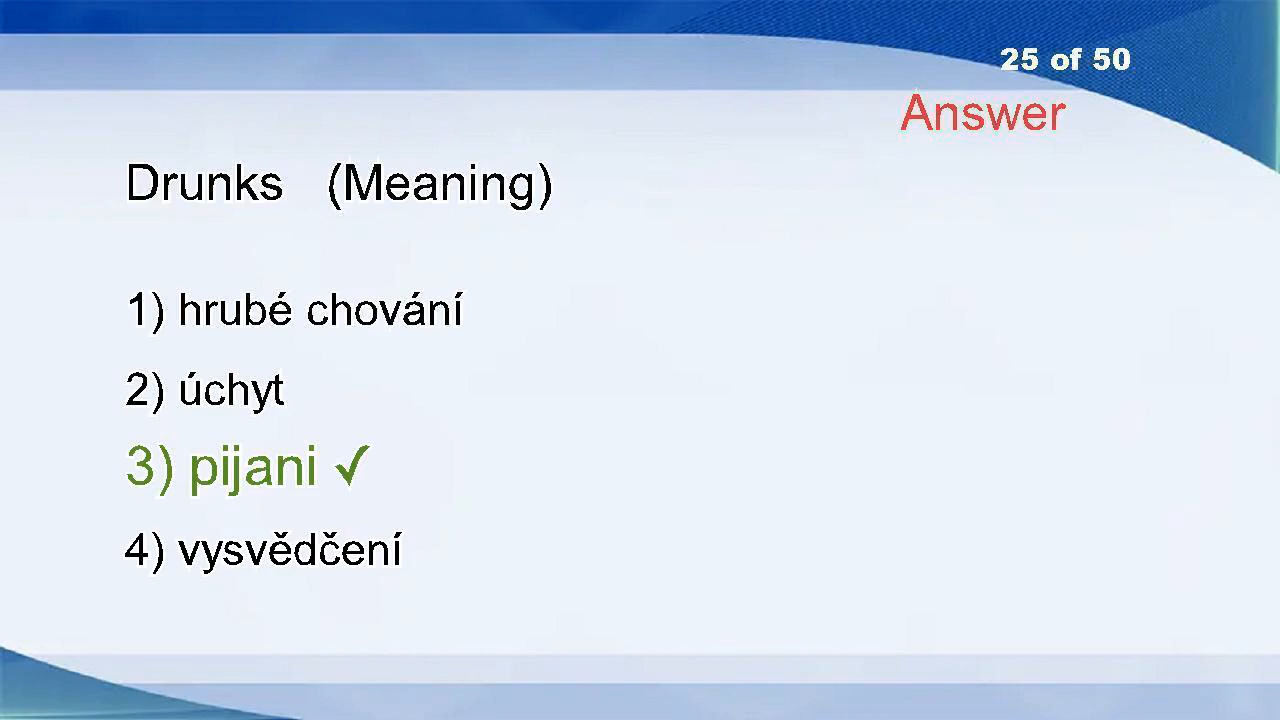 25 of 50
Answer
Drunks (Meaning)
1) hrubé chování
2) úchyt
3) pijani ✓
4) vysvědčení